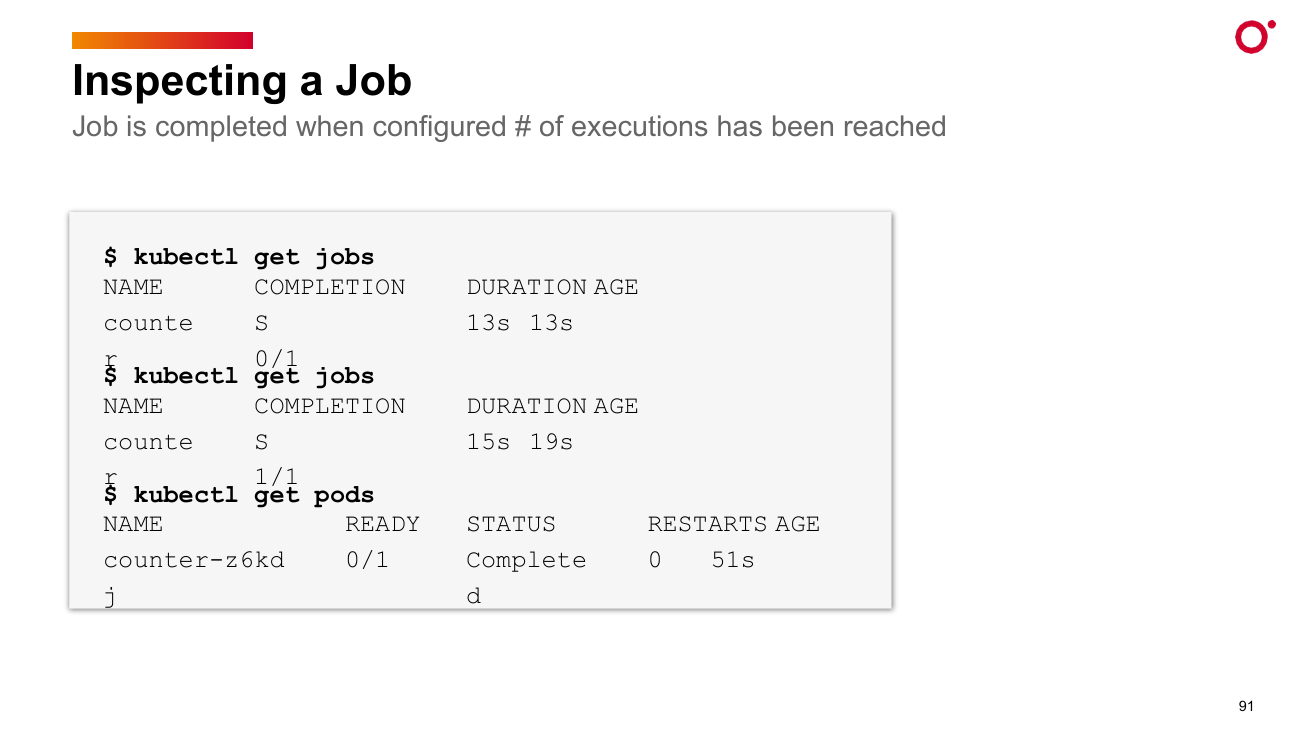 Inspecting a Job
Job is completed when configured # of executions has been reached
$ kubectl get jobs
NAME COMPLETION DURATION AGE
counte S 13s 13s
r 0/1
$ kubectl get jobs
NAME COMPLETION DURATION AGE
counte S 15s 19s
r 1/1
$ kubectl get pods
NAME READY STATUS RESTARTS AGE
counter-z6kd 0/1 Complete 0 51s
j d
91